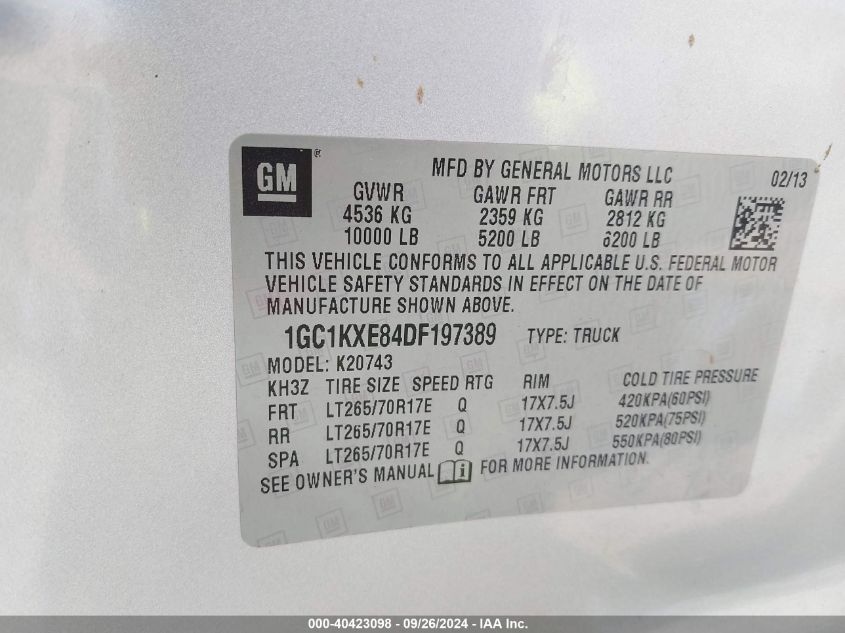 GM ®
MFD BY GENERAL MOTORS LLC 02/13
GVWR GAWR FRT GAWR RR
4536 KG 2359 KG 2812 KG
10000 LB 5200 LB 6200 LB
THIS VEHICLE CONFORMS TO ALL APPLICABLE U.S. FEDERAL MOTOR
VEHICLE SAFETY STANDARDS IN EFFECT ON THE DATE OF
MANUFACTURE SHOWN ABOVE.
1GC1KXE84DF197389 TYPE: TRUCK
MODEL: K20743
KH3Z TIRE SIZE SPEED RTG RIM COLD TIRE PRESSURE
FRT LT265/70R17E Q 17X7.5J 420KPA(60PSI)
RR LT265/70R17E Q 17X7.5J 520KPA(75PSI)
SPA LT265/70R17E Q 17X7.5J 550KPA(80PSI)
SEE OWNER'S MANUAL i FOR MORE INFORMATION.
000-40423098 - 09/26/2024 - IAA Inc.